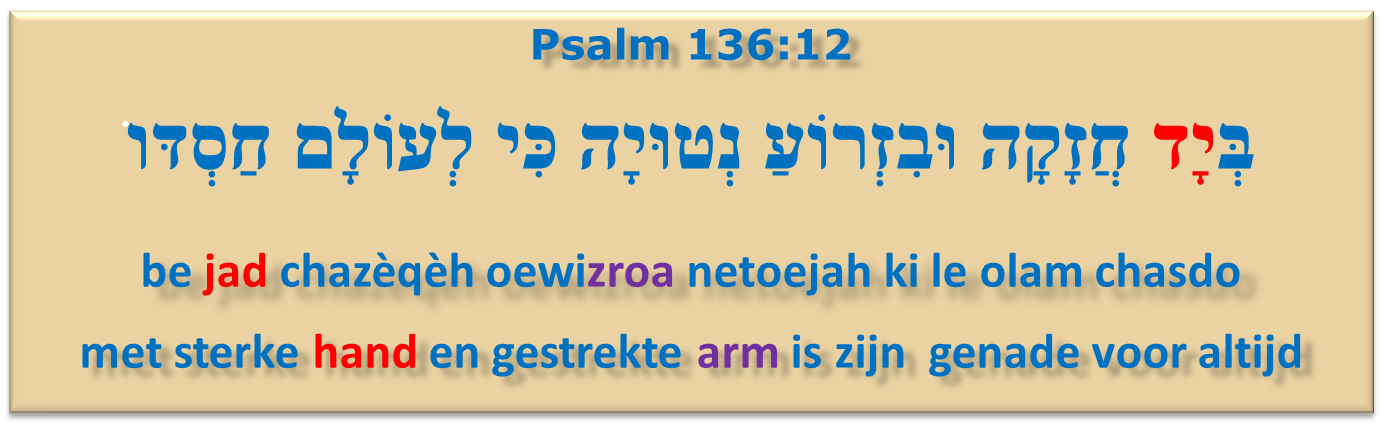 Psalm 136:12
בְּיָד חֲזָקָה וּבִזְרוֹעַ נְטוּיָה כִּי לְעוֹלָם חַסְדּוֹ
be jad chazèqèh oewizroa netoejah ki le olam chasdo
met sterke hand en gestrekte arm is zijn genade voor altijd